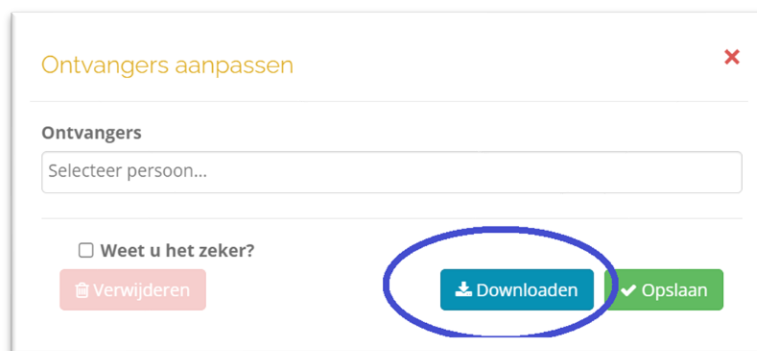 Ontvangers aanpassen
Ontvangers
Selecteer persoon...
Weet u het zeker?
Verwijderen
Downloaden
Opslaan